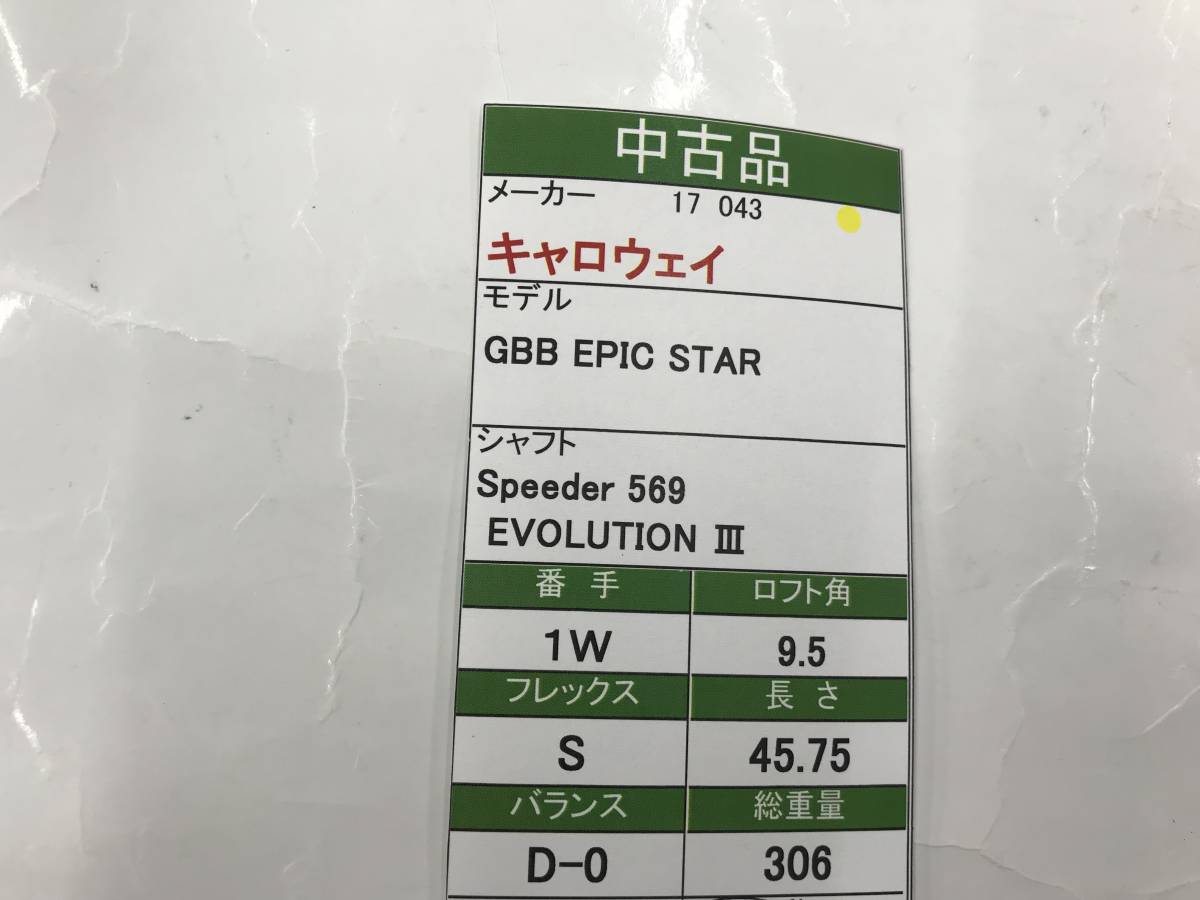 中古品
メーカー 17 043
キャロウェイ
モデル
GBB EPIC STAR
シャフト
Speeder 569
EVOLUTION Ⅲ
番 手 ロフト角
1W 9.5
フレックス 長 さ
S 45.75
バランス 総重量
D-0 306